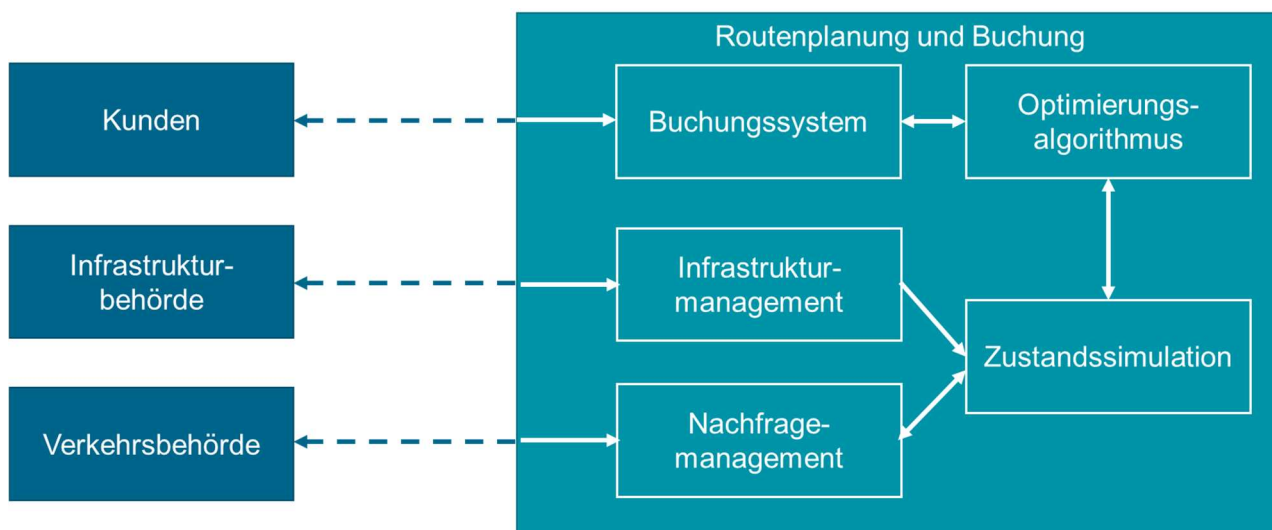 Routenplanung und Buchung
Kunden
Buchungssystem
Optimierungs-
algorithmus
Infrastruktur-
behörde
Infrastruktur-
management
Zustandssimulation
Verkehrsbehörde
Nachfrage-
management